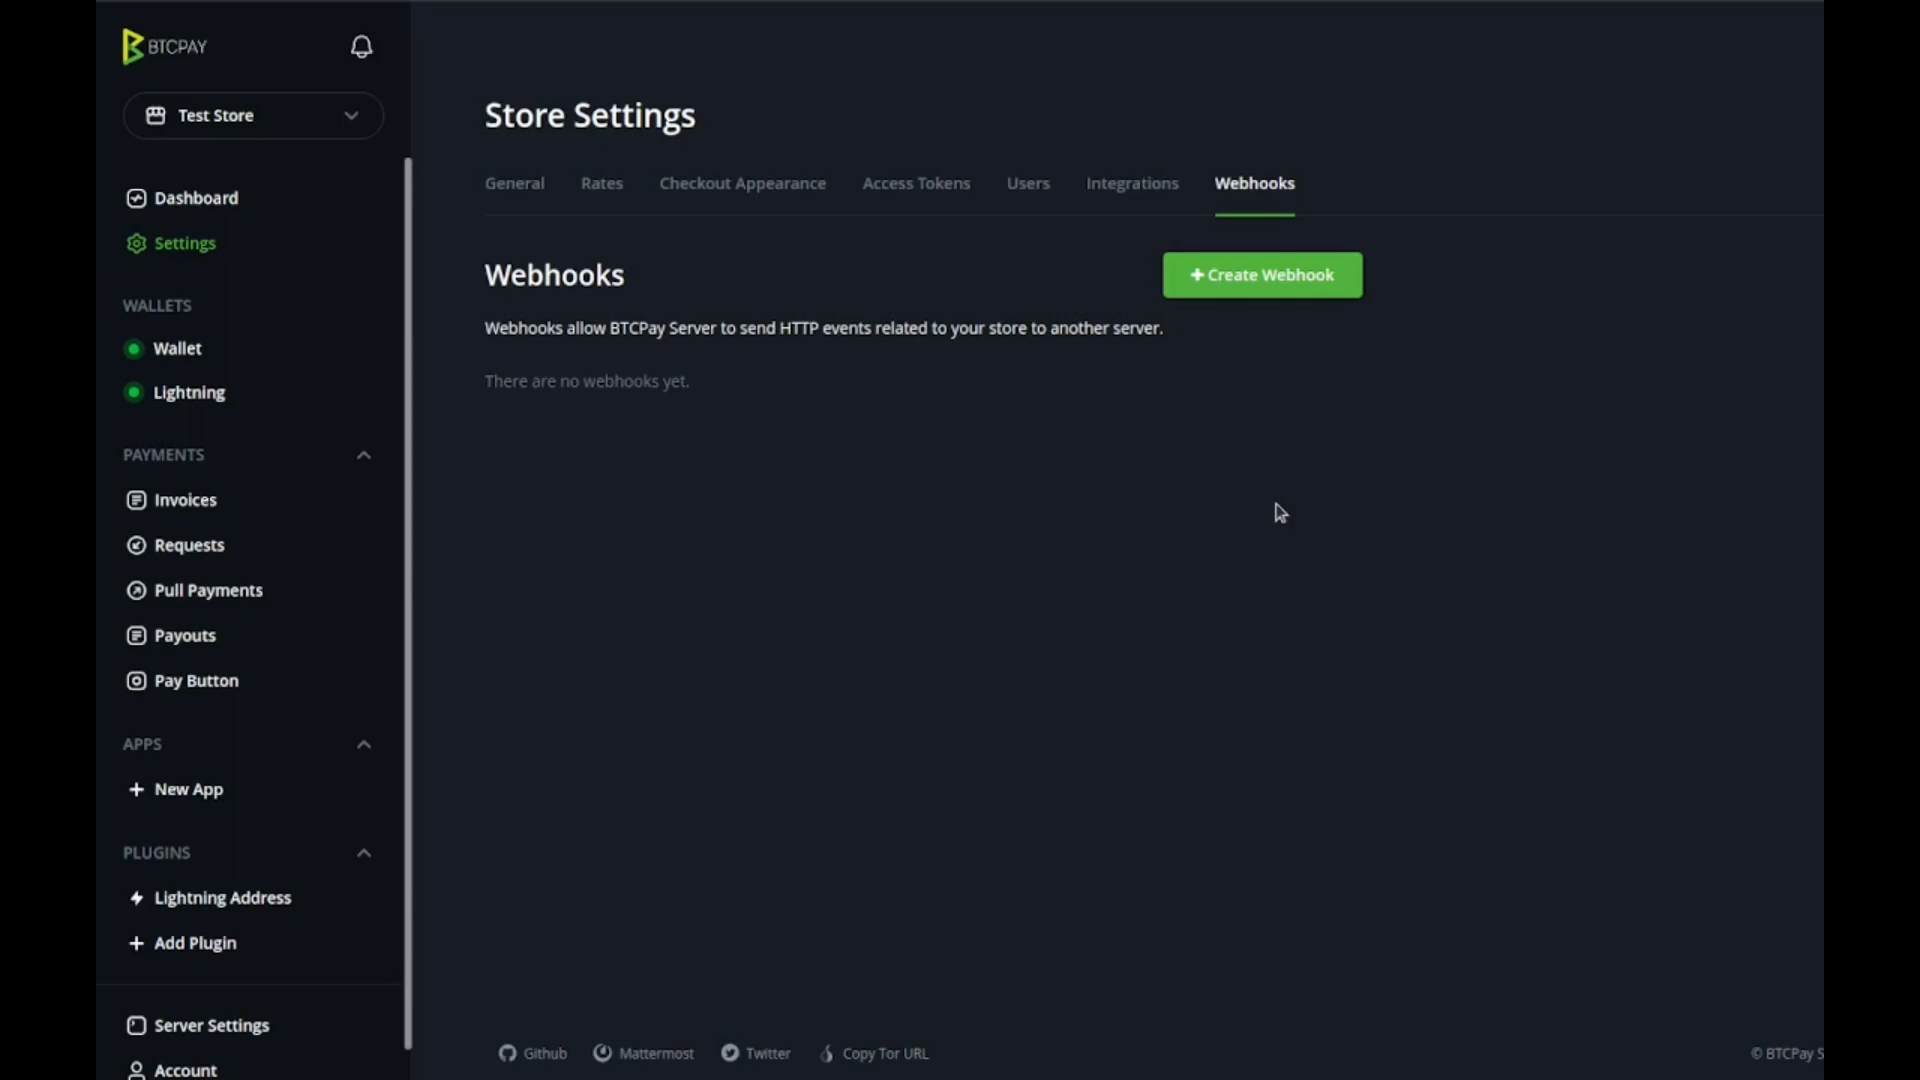 BTCPAY
Test Store
Dashboard
Settings
WALLETS
Wallet
Lightning
PAYMENTS
Invoices
Requests
Pull Payments
Payouts
Pay Button
APPS
New App
PLUGINS
Lightning Address
Add Plugin
Server Settings
Account
Store Settings
General Rates Checkout Appearance Access Tokens Users Integrations Webhooks
Webhooks
Create Webhook
Webhooks allow BTCPay Server to send HTTP events related to your store to another server.
There are no webhooks yet.
Github Mattermost Twitter Copy Tor URL
© BTCPay S